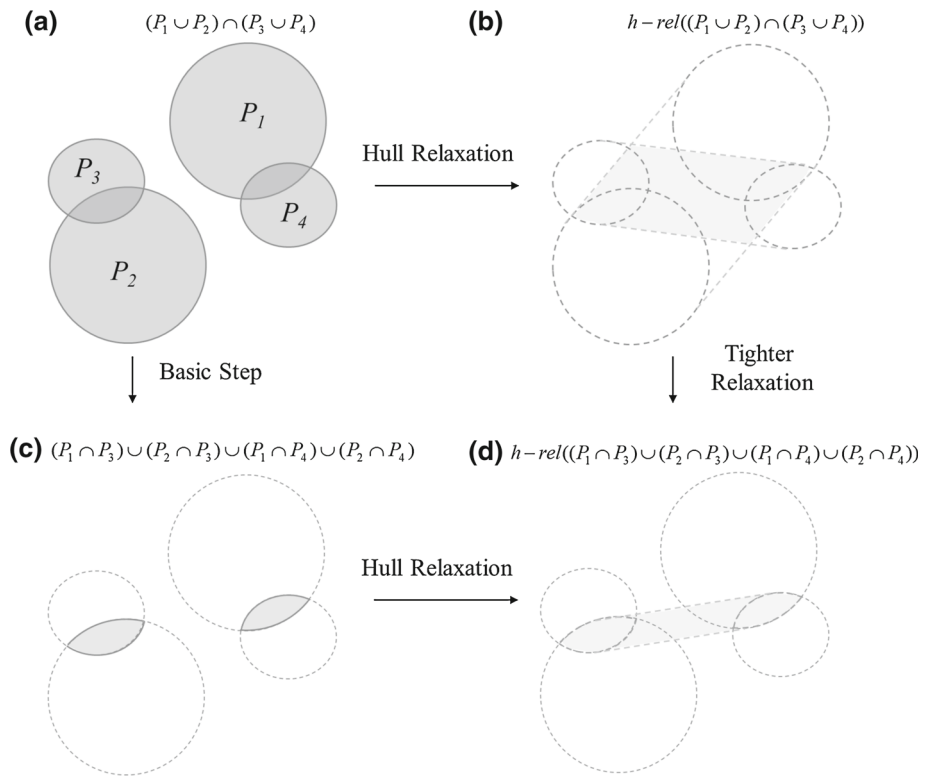 (a) (P₁ ∪ P₂) ∩ (P₃ ∪ P₄)
(b) h − rel((P₁ ∪ P₂) ∩ (P₃ ∪ P₄))
P₁
P₃
P₄
P₂
Hull Relaxation
Basic Step
Tighter
Relaxation
(c) (P₁ ∩ P₃) ∪ (P₂ ∩ P₃) ∪ (P₁ ∩ P₄) ∪ (P₂ ∩ P₄)
(d) h − rel((P₁ ∩ P₃) ∪ (P₂ ∩ P₃) ∪ (P₁ ∩ P₄) ∪ (P₂ ∩ P₄))
Hull Relaxation